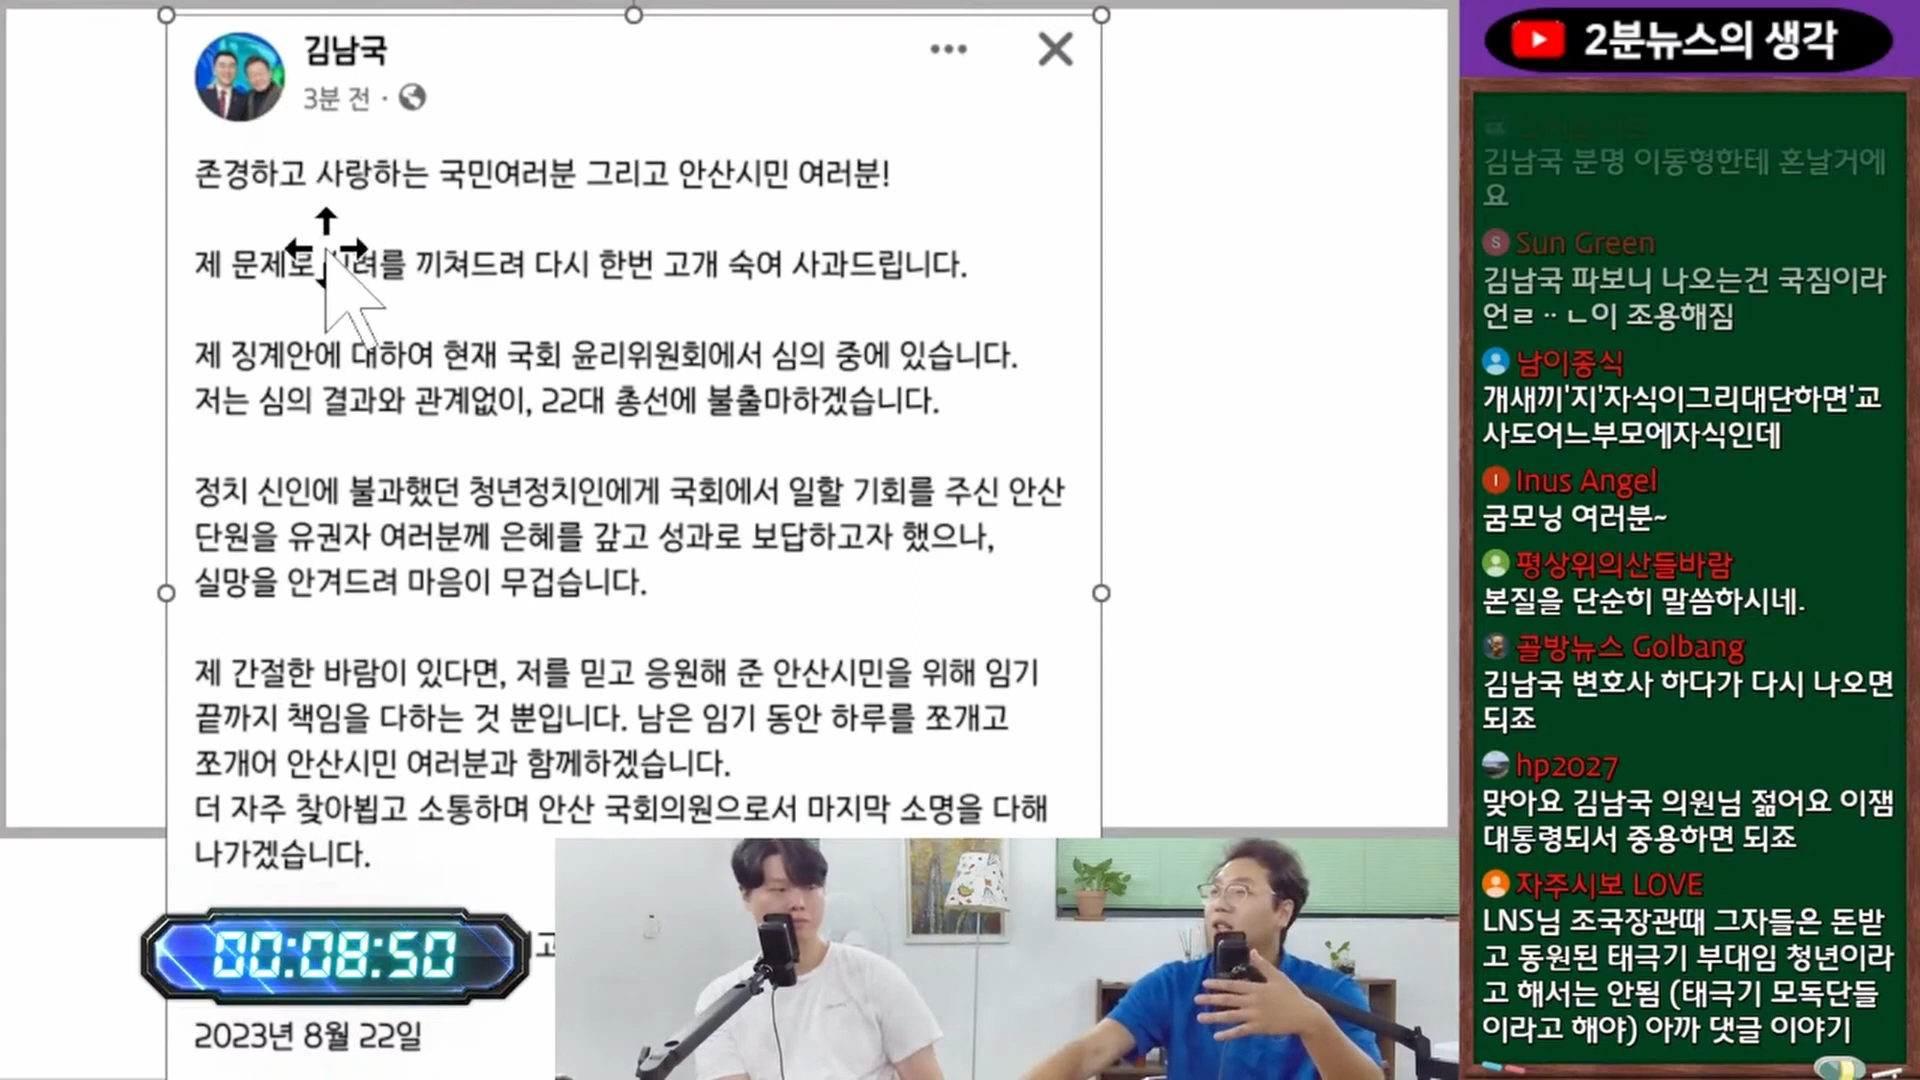 김남국
3분 전 ·
존경하고 사랑하는 국민여러분 그리고 안산시민 여러분!
제 문제로 끼쳐드려 다시 한번 고개 숙여 사과드립니다.
제 징계안에 대하여 현재 국회 윤리위원회에서 심의 중에 있습니다.
저는 심의 결과와 관계없이, 22대 총선에 불출마하겠습니다.
정치 신인에 불과했던 청년정치인에게 국회에서 일할 기회를 주신 안산
단원을 유권자 여러분께 은혜를 갚고 성과로 보답하고자 했으나,
실망을 안겨드려 마음이 무겁습니다.
제 간절한 바람이 있다면, 저를 믿고 응원해 준 안산시민을 위해 임기
끝까지 책임을 다하는 것 뿐입니다. 남은 임기 동안 하루를 쪼개고
쪼개어 안산시민 여러분과 함께하겠습니다.
더 자주 찾아뵙고 소통하며 안산 국회의원으로서 마지막 소명을 다해
나가겠습니다.
00:08:50
2023년 8월 22일
2분뉴스의 생각
김남국 분명 이동형한테 혼날거에
요
Sun Green
김남국 파보니 나오는건 국짐이라
언ㄹㆍㆍㄴ이 조용해짐
남이종식
개새끼'지'자식이그리대단하면'교
사도어느부모에자식인데
Inus Angel
굼모닝 여러분~
평상위의산들바람
본질을 단순히 말씀하시네.
골방뉴스 Golbang
김남국 변호사 하다가 다시 나오면
되죠
hp2027
맞아요 김남국 의원님 젊어요 이잼
대통령되서 중용하면 되죠
자주시보 LOVE
LNS님 조국장관때 그자들은 돈받
고 동원된 태극기 부대임 청년이라
고 해서는 안됨 (태극기 모독단들
이라고 해야) 아까 댓글 이야기